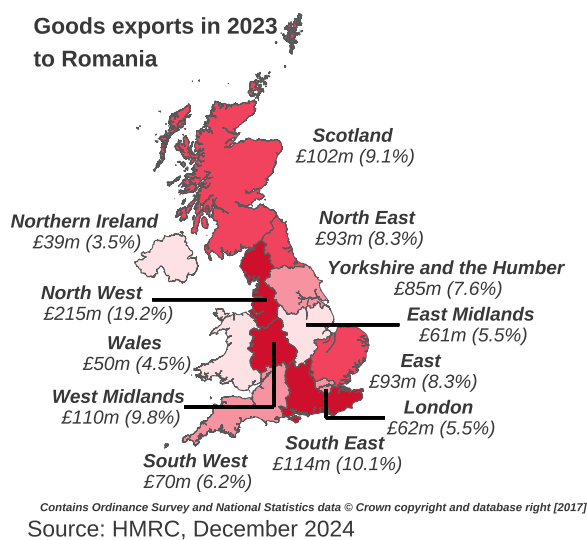 Goods exports in 2023
to Romania
Scotland
£102m (9.1%)
Northern Ireland
£39m (3.5%)
North East
£93m (8.3%)
Yorkshire and the Humber
£85m (7.6%)
North West
£215m (19.2%)
East Midlands
£61m (5.5%)
Wales
£50m (4.5%)
East
£93m (8.3%)
West Midlands
£110m (9.8%)
London
£62m (5.5%)
South East
£114m (10.1%)
South West
£70m (6.2%)
Contains Ordinance Survey and National Statistics data © Crown copyright and database right [2017]
Source: HMRC, December 2024